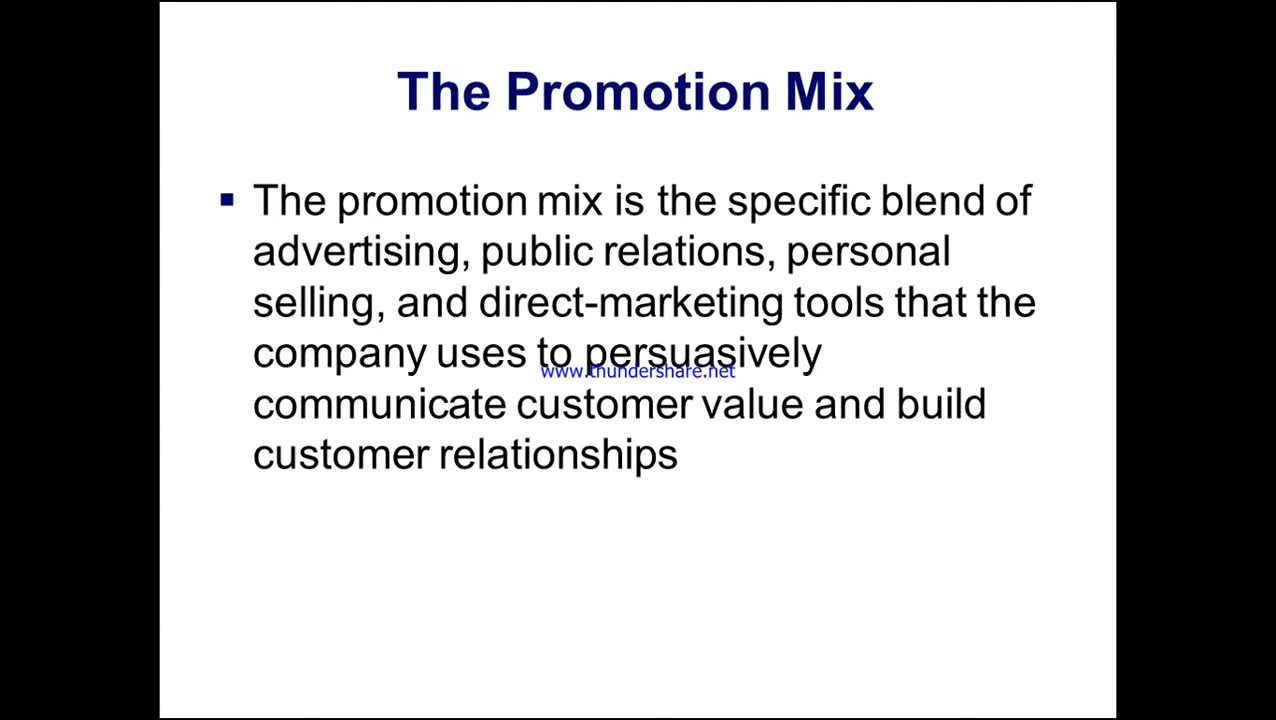 The Promotion Mix
▪ The promotion mix is the specific blend of
advertising, public relations, personal
selling, and direct-marketing tools that the
company uses to persuasively
www.thundershare.net
communicate customer value and build
customer relationships